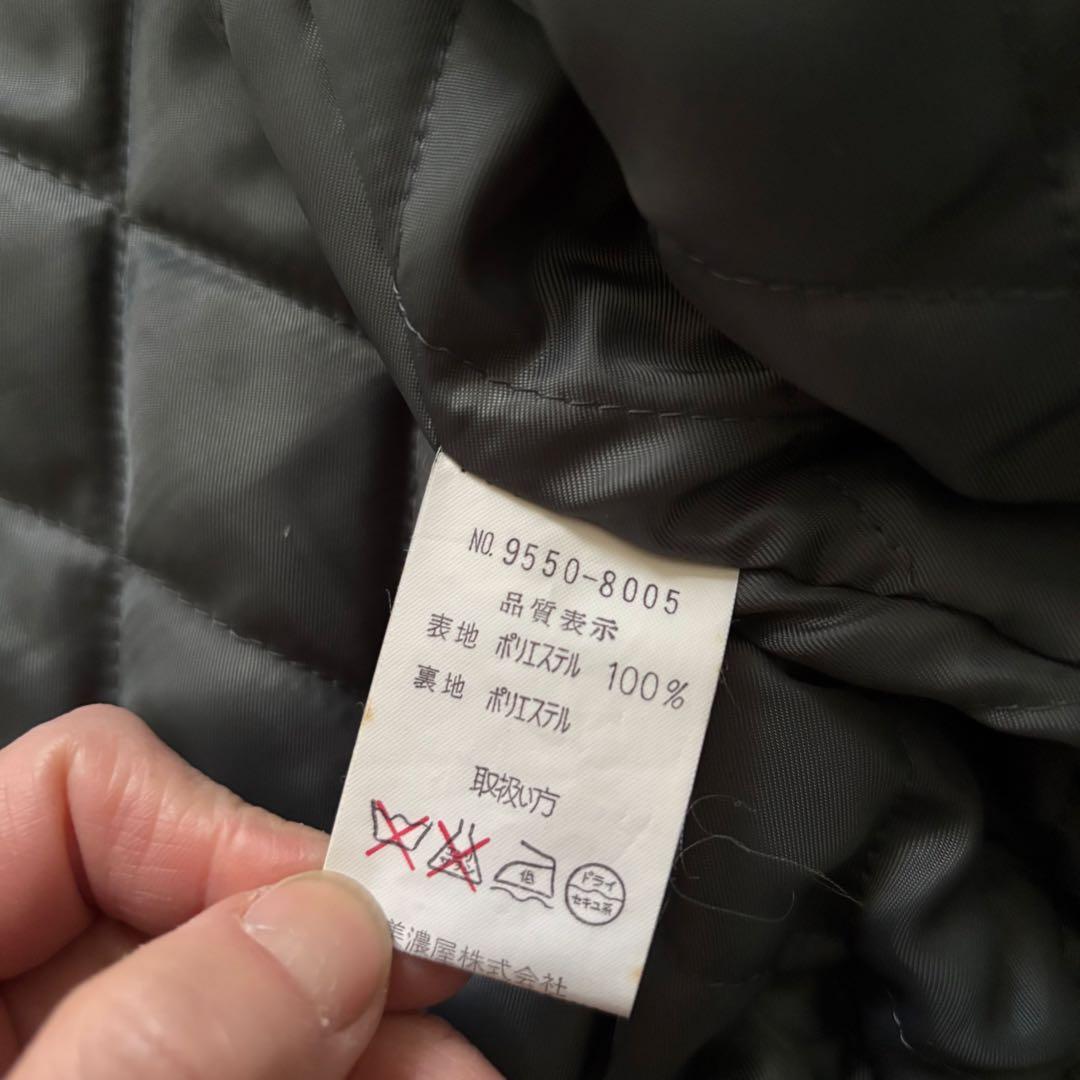 NO. 9550-8005
品質表示
表地 ポリエステル 100%
裏地 ポリエステル
取扱い方
低
ドライ
セキユ系
美濃屋株式会社